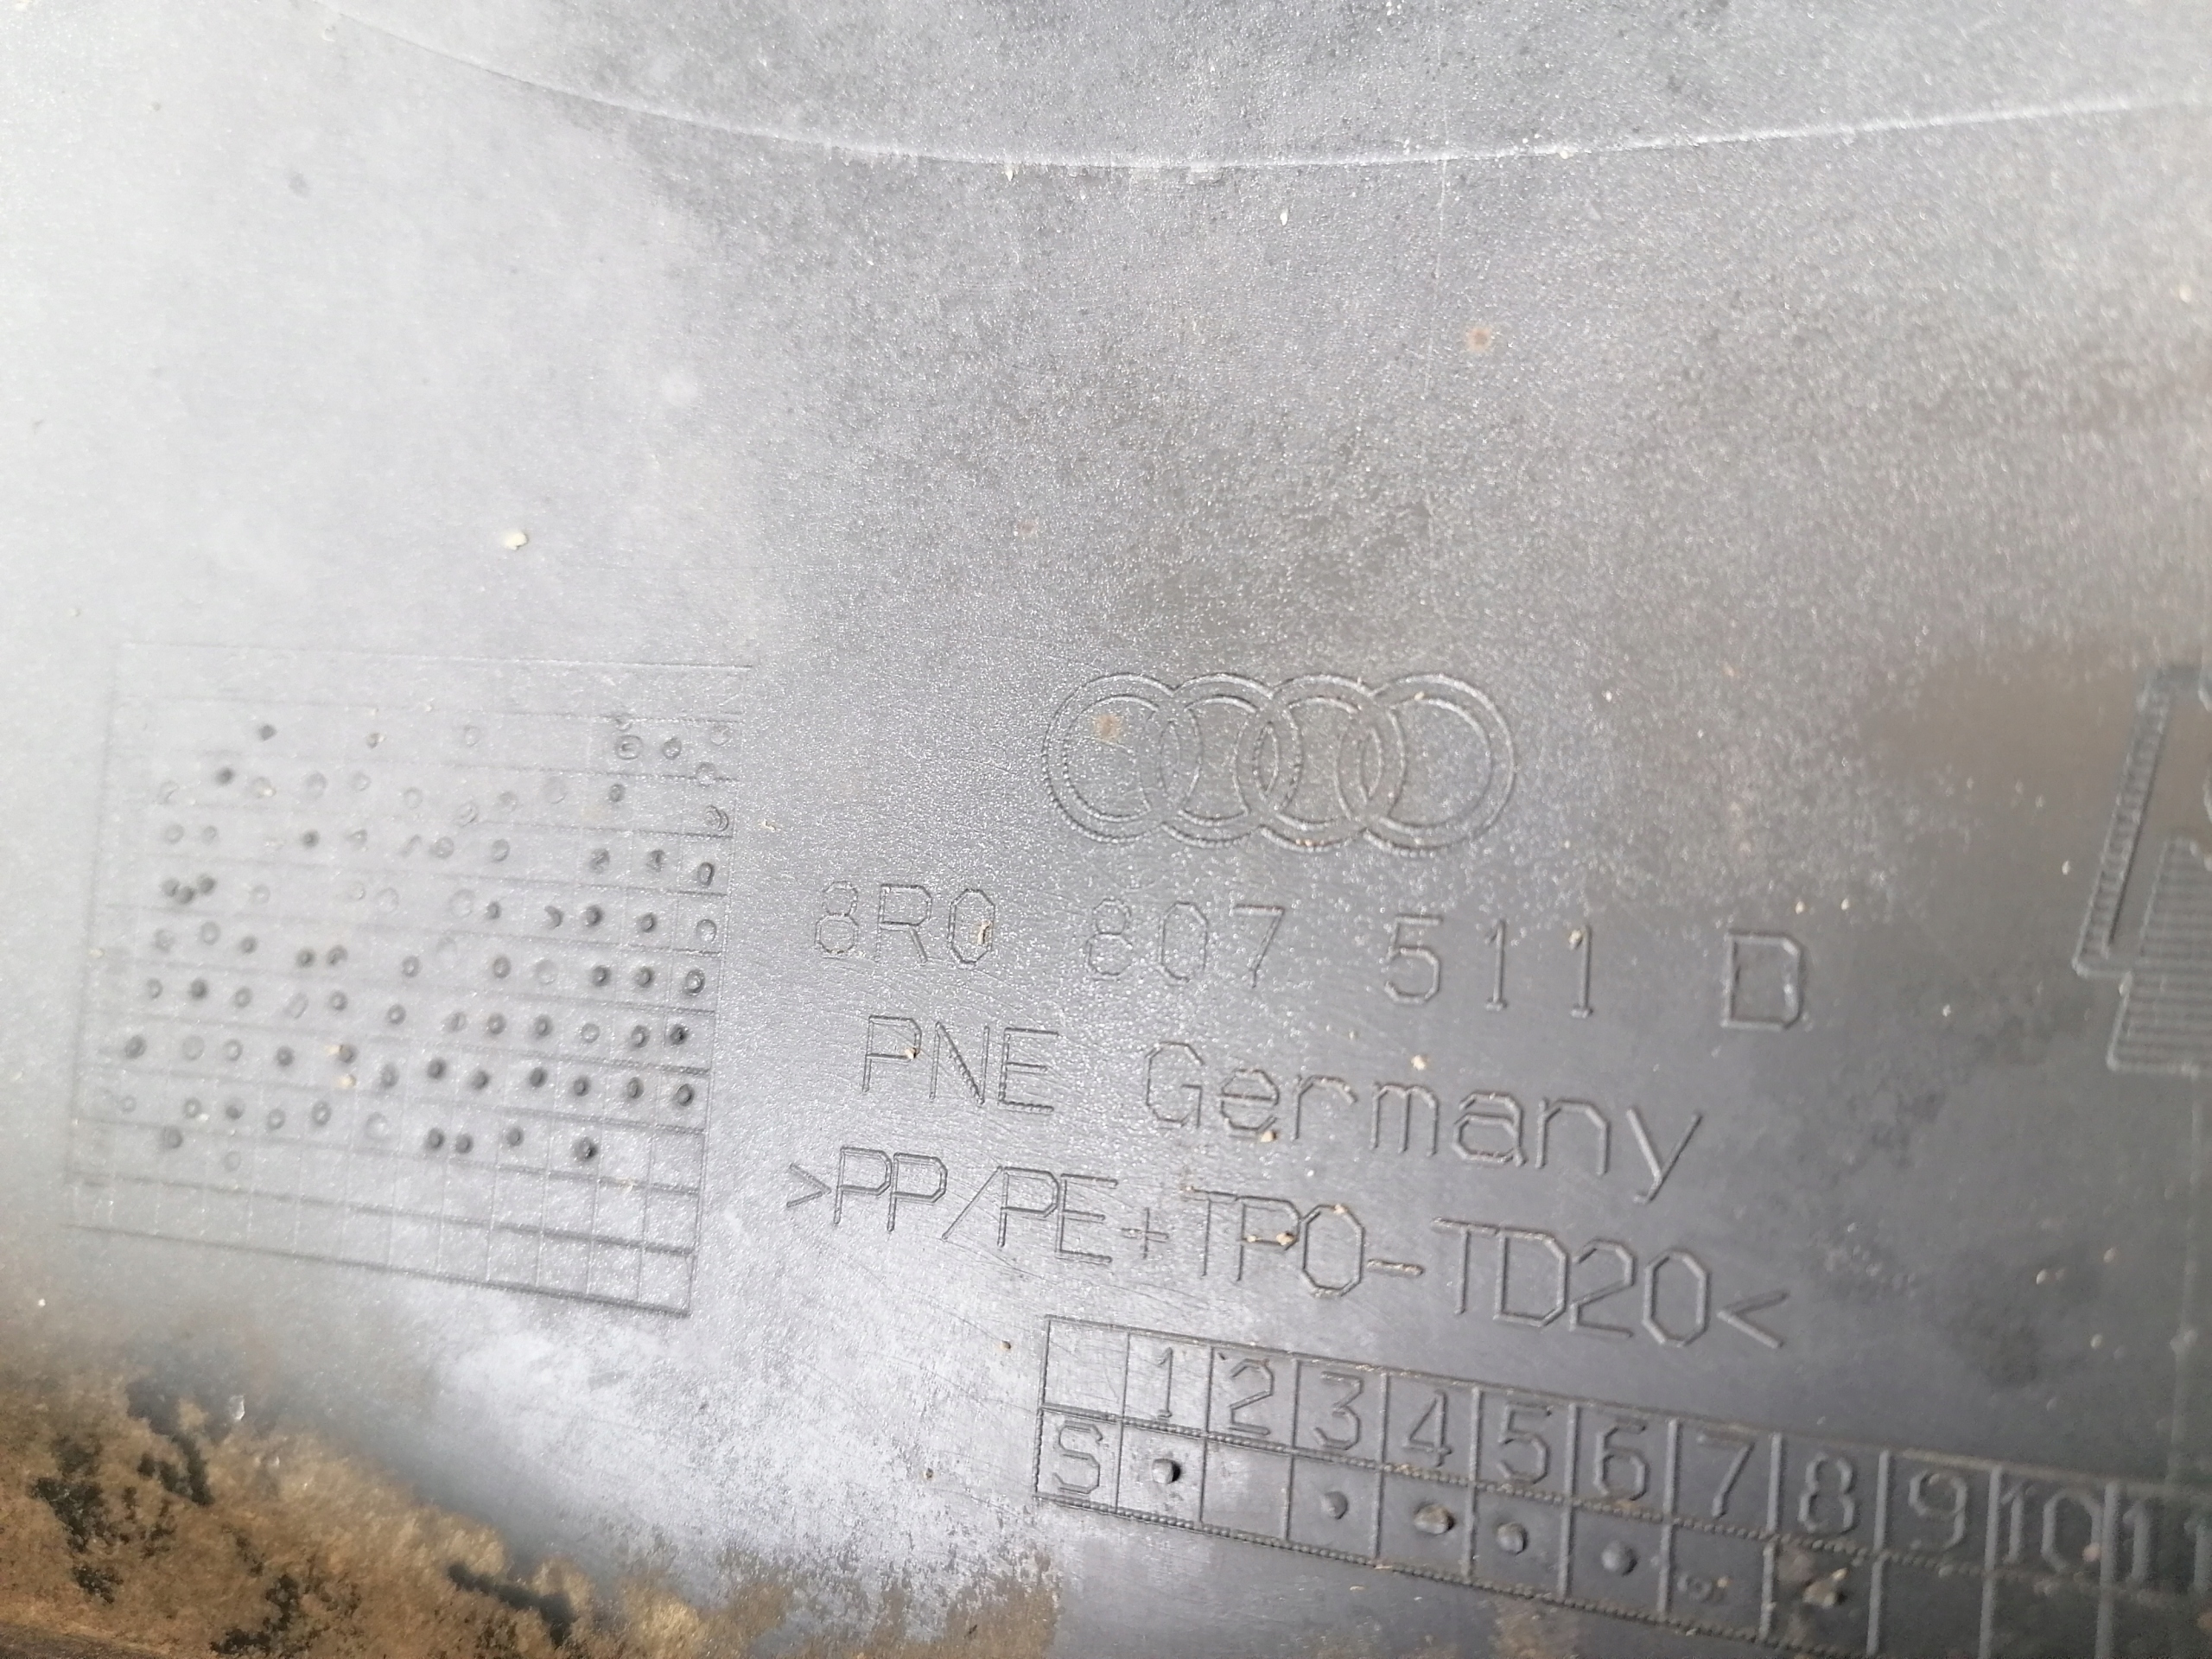 8R0 807 511 D
PNE Germany
>PP/PE+TPO-TD20<
1 2 3 4 5 6 7 8 9 10 11
S